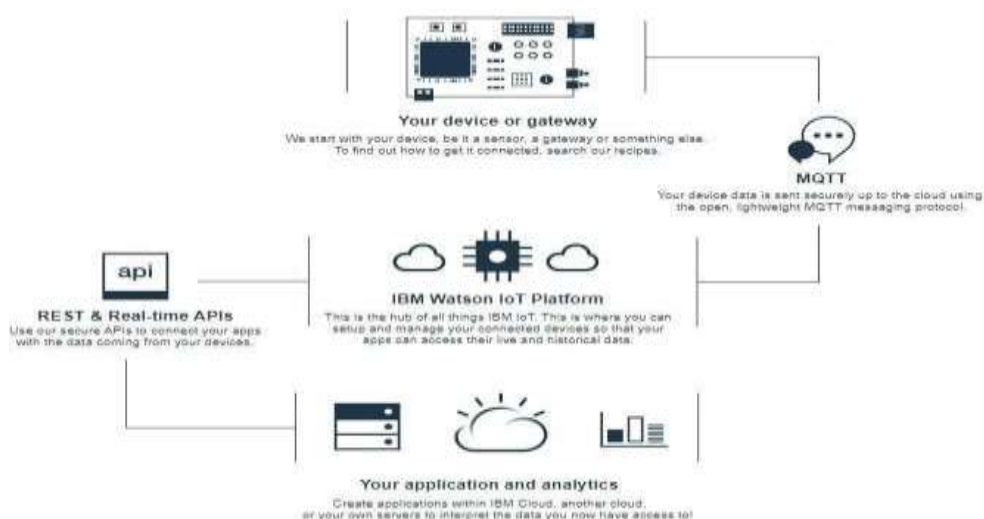 Your device or gateway
We start with your device, be it a sensor, a gateway or something else.
To find out how to get it connected, search our recipes.
MQTT
Your device data is sent securely up to the cloud using
the open, lightweight MQTT messaging protocol.
api
REST & Real-time APIs
Use our secure APIs to connect your apps
with the data coming from your devices.
IBM Watson IoT Platform
This is the hub of all things IBM IoT. This is where you can
setup and manage your connected devices so that your
apps can access their live and historical data.
Your application and analytics
Create applications within IBM Cloud, another cloud,
or your own servers to interpret the data you now have access to!